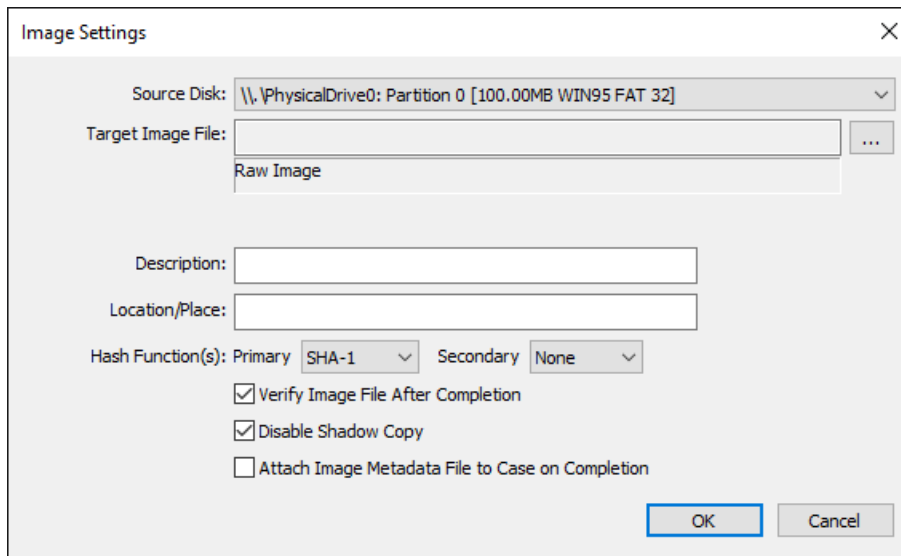 Image Settings
Source Disk: \\.\PhysicalDrive0: Partition 0 [100.00MB WIN95 FAT 32]
Target Image File: ...
Raw Image
Description:
Location/Place:
Hash Function(s): Primary SHA-1 Secondary None
Verify Image File After Completion
Disable Shadow Copy
Attach Image Metadata File to Case on Completion
OK Cancel